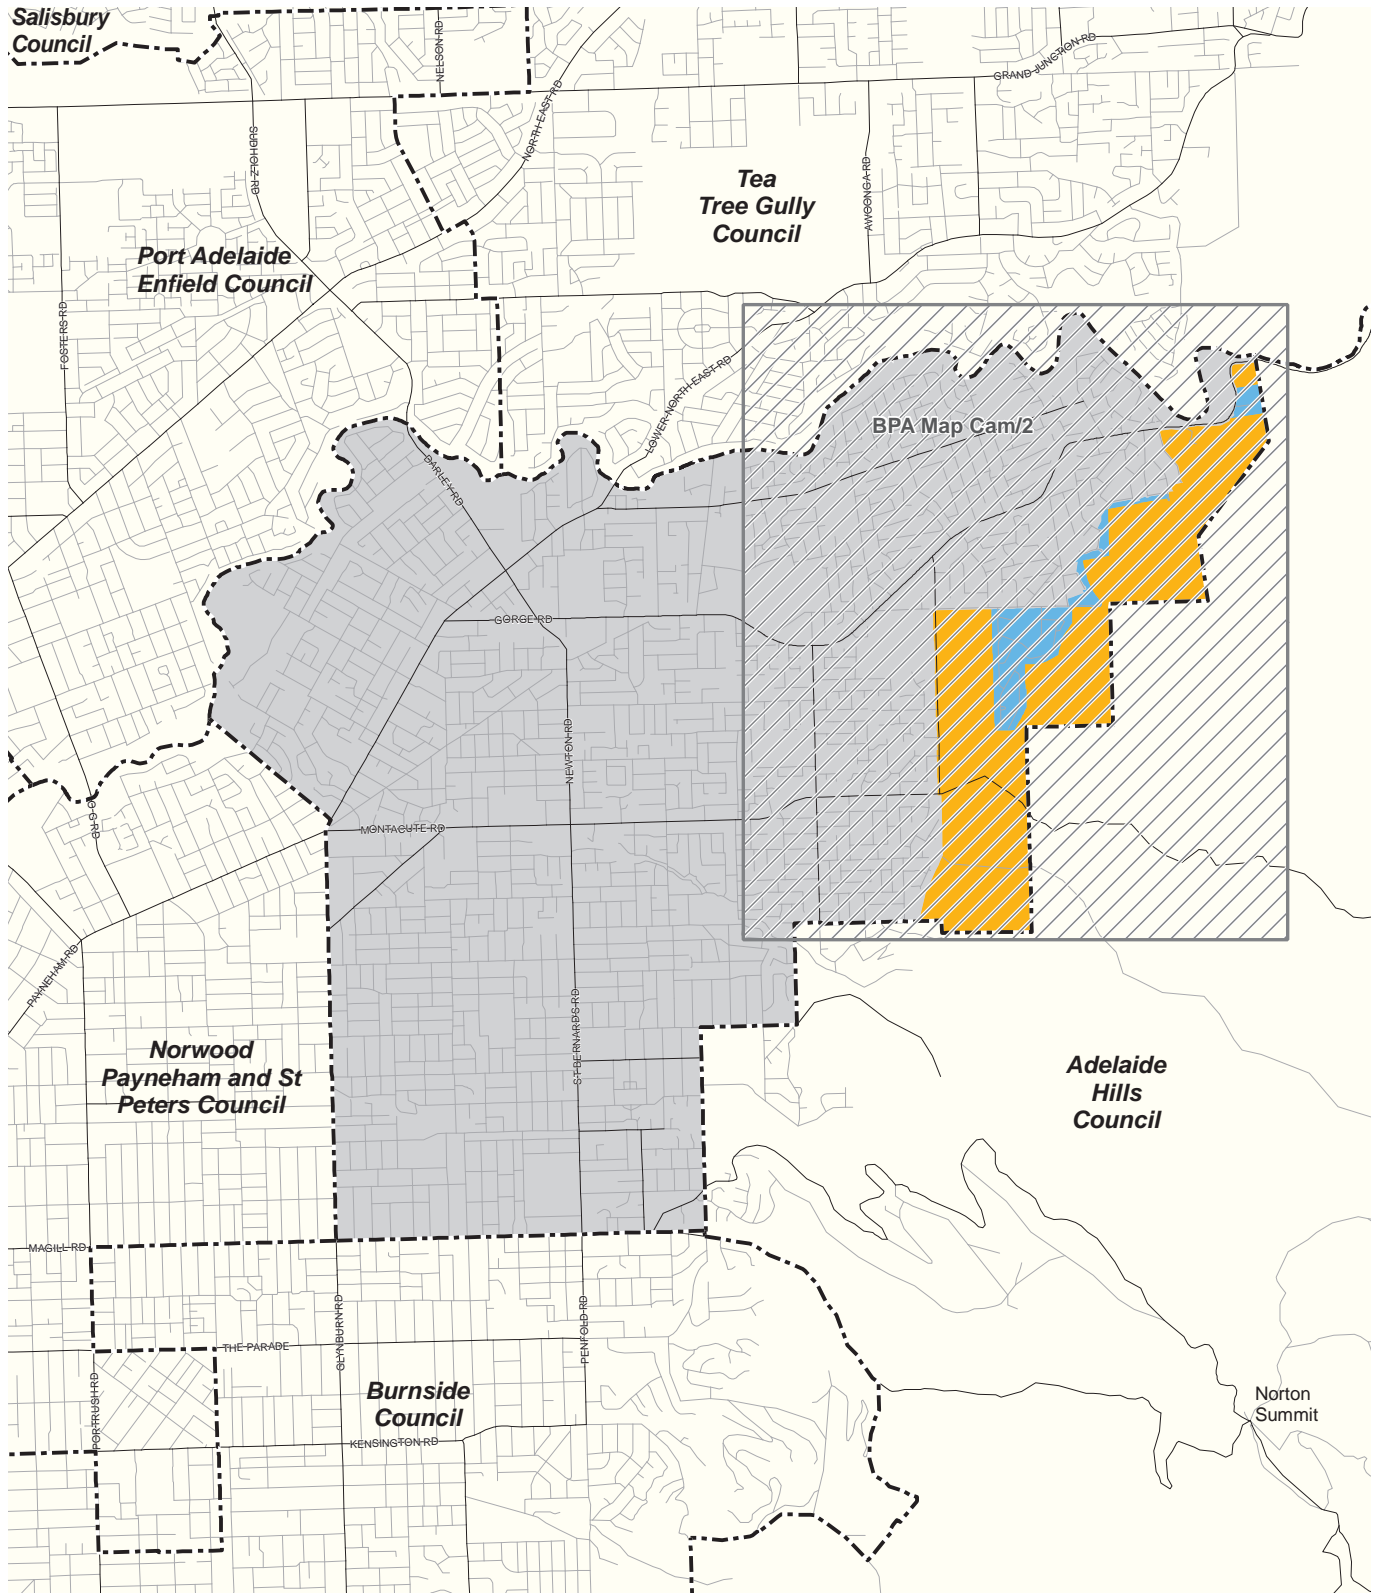 Salisbury
Council
NELSON RD
GRAND JUNCTION RD
SUDHOLZ RD
NORTH EAST RD
AWOONGA RD
Tea
Tree Gully
Council
Port Adelaide
Enfield Council
FOSTERS RD
LOWER NORTH EAST RD
BPA Map Cam/2
DARLEY RD
GORGE RD
NEWTON RD
O G RD
MONTACUTE RD
PAYNEHAM RD
ST BERNARDS RD
Norwood
Payneham and St
Peters Council
Adelaide
Hills
Council
MAGILL RD
GLYNBURN RD
PENFOLD RD
THE PARADE
PORTRUSH RD
Burnside
Council
KENSINGTON RD
Norton
Summit